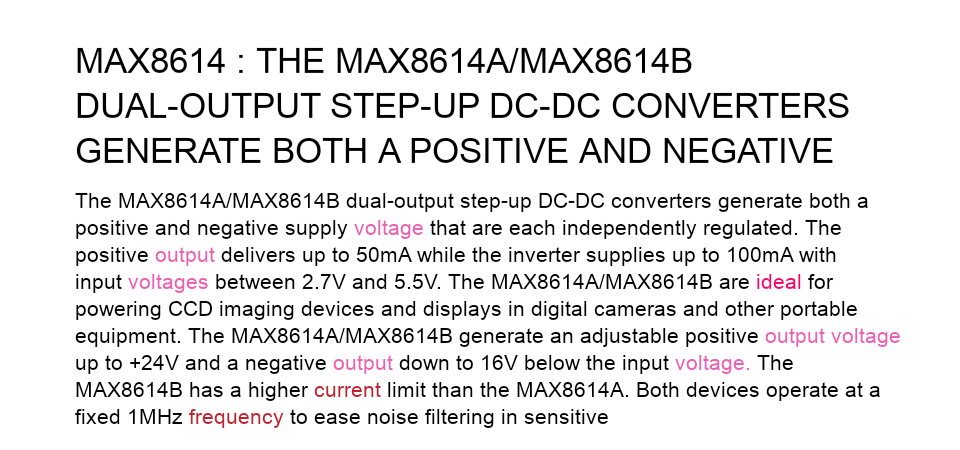 MAX8614 : THE MAX8614A/MAX8614B
DUAL-OUTPUT STEP-UP DC-DC CONVERTERS
GENERATE BOTH A POSITIVE AND NEGATIVE
The MAX8614A/MAX8614B dual-output step-up DC-DC converters generate both a
positive and negative supply voltage that are each independently regulated. The
positive output delivers up to 50mA while the inverter supplies up to 100mA with
input voltages between 2.7V and 5.5V. The MAX8614A/MAX8614B are ideal for
powering CCD imaging devices and displays in digital cameras and other portable
equipment. The MAX8614A/MAX8614B generate an adjustable positive output voltage
up to +24V and a negative output down to 16V below the input voltage. The
MAX8614B has a higher current limit than the MAX8614A. Both devices operate at a
fixed 1MHz frequency to ease noise filtering in sensitive